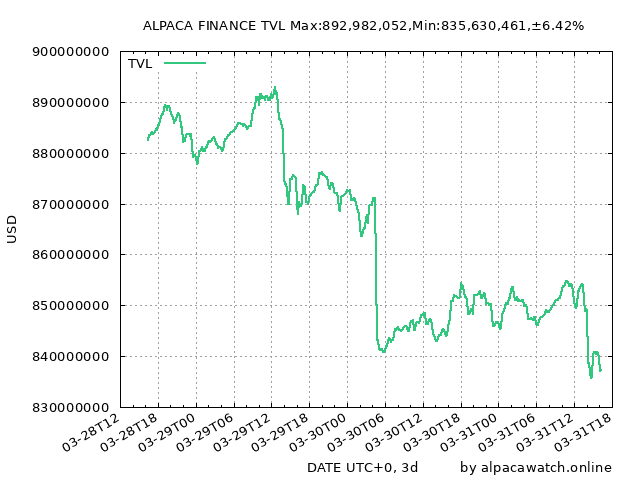 ALPACA FINANCE TVL Max:892,982,052,Min:835,630,461,±6.42%
TVL
900000000
890000000
880000000
870000000
860000000
850000000
840000000
830000000
USD
03-28T12
03-28T18
03-29T00
03-29T06
03-29T12
03-29T18
03-30T00
03-30T06
03-30T12
03-30T18
03-31T00
03-31T06
03-31T12
03-31T18
DATE UTC+0, 3d
by alpacawatch.online